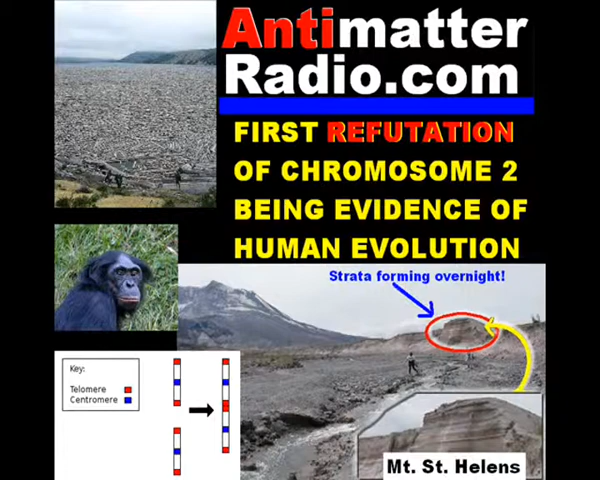 Antimatter
Radio.com
FIRST REFUTATION
OF CHROMOSOME 2
BEING EVIDENCE OF
HUMAN EVOLUTION
Strata forming overnight!
Key:
Telomere
Centromere
Mt. St. Helens